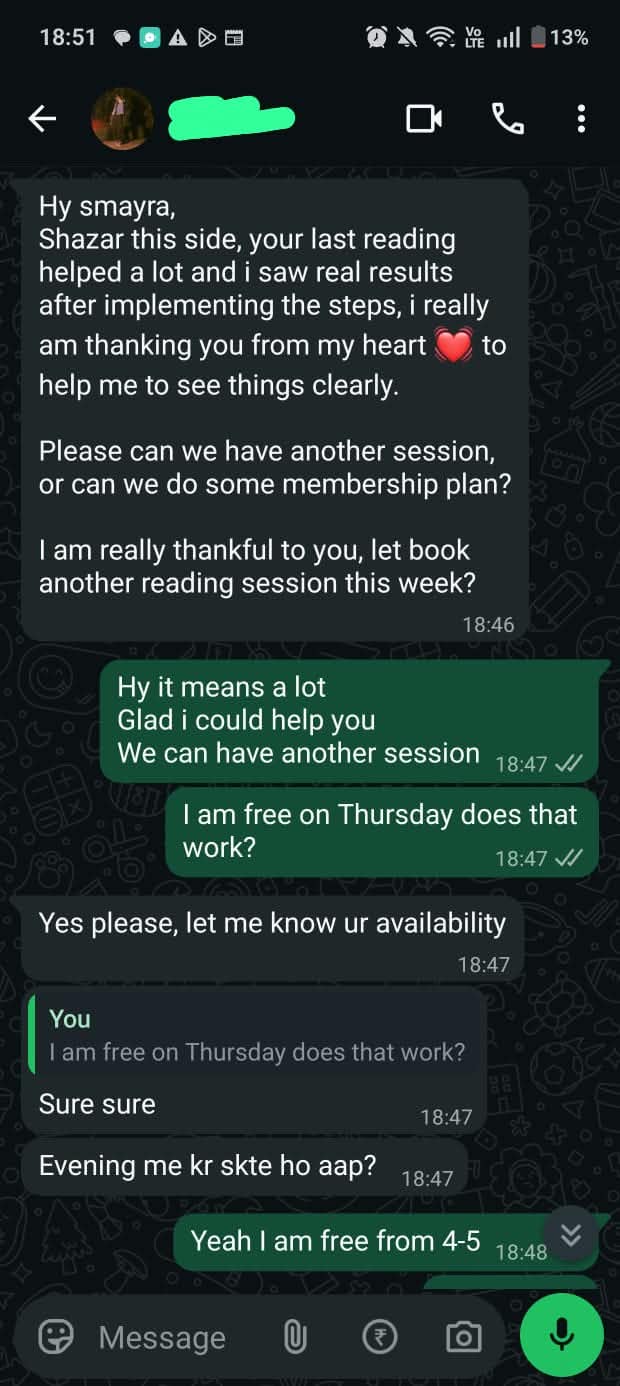 18:51
Vo
LTE
13%
Hy smayra,
Shazar this side, your last reading
helped a lot and i saw real results
after implementing the steps, i really
am thanking you from my heart 💓 to
help me to see things clearly.
Please can we have another session,
or can we do some membership plan?
I am really thankful to you, let book
another reading session this week?
18:46
Hy it means a lot
Glad i could help you
We can have another session 18:47
I am free on Thursday does that
work?
18:47
Yes please, let me know ur availability
18:47
You
I am free on Thursday does that work?
Sure sure
18:47
Evening me kr skte ho aap? 18:47
Yeah I am free from 4-5 18:48
Message
₹